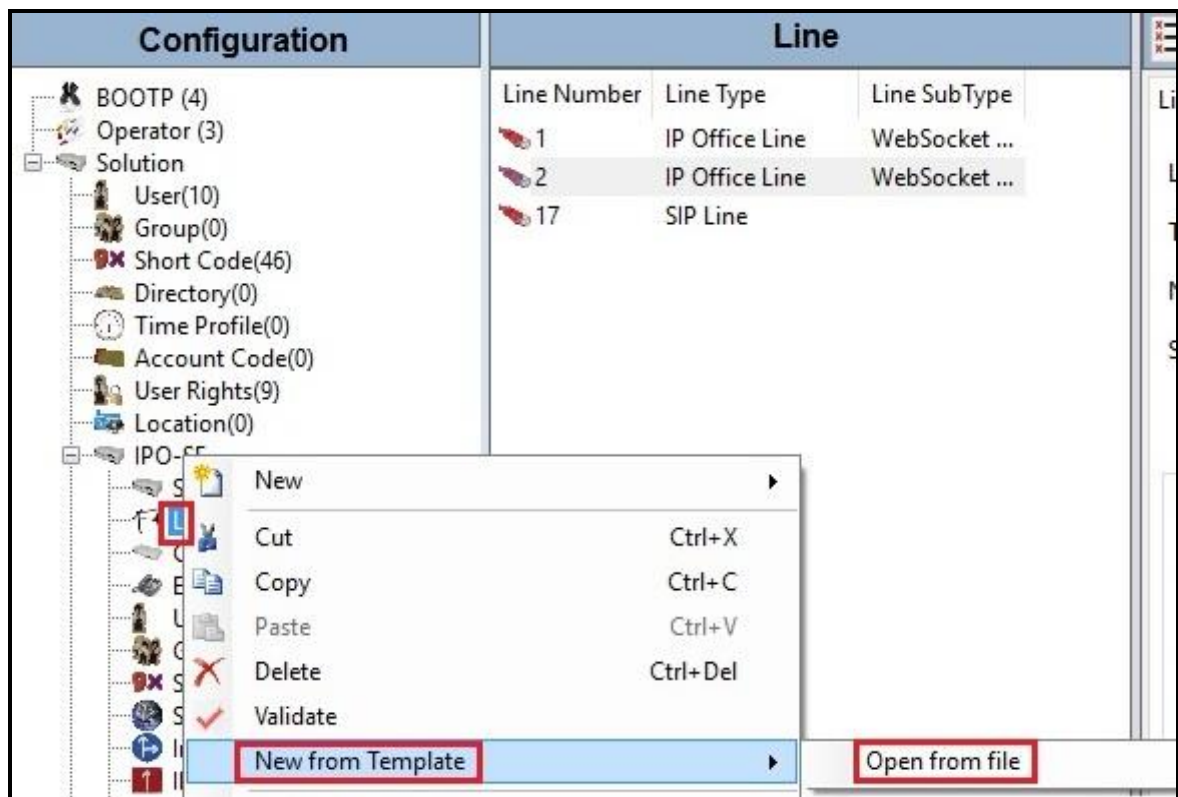 Configuration
BOOTP (4)
Operator (3)
Solution
User(10)
Group(0)
Short Code(46)
Directory(0)
Time Profile(0)
Account Code(0)
User Rights(9)
Location(0)
Line
Line Number Line Type Line SubType
1 IP Office Line WebSocket ...
2 IP Office Line WebSocket ...
17 SIP Line
New
Cut Ctrl+X
Copy Ctrl+C
Paste Ctrl+V
Delete Ctrl+Del
Validate
New from Template
Open from file